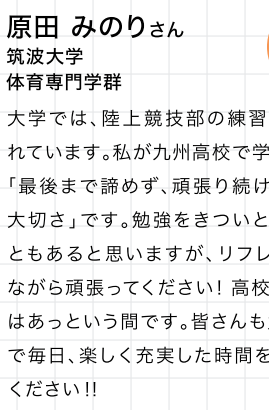 原田 みのりさん
筑波大学
体育専門学群
大学では、陸上競技部の練習
れています。私が九州高校で学
「最後まで諦めず、頑張り続け
大切さ」です。勉強をきついと
ともあると思いますが、リフレ
ながら頑張ってください！高校
はあっという間です。皆さんも
で毎日、楽しく充実した時間を
ください!!